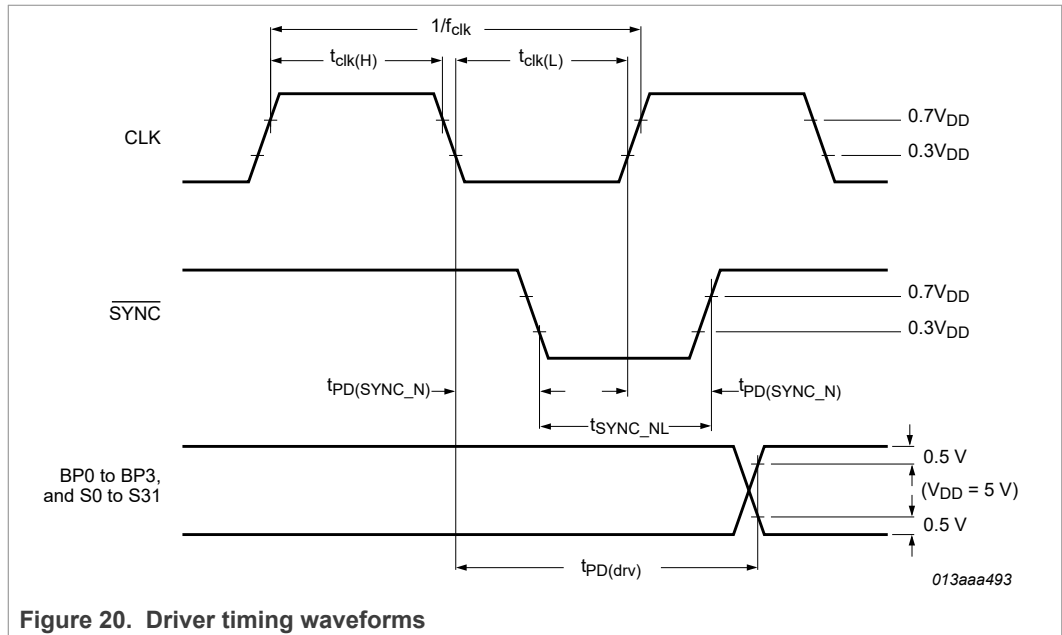 1/fclk
tclk(H)
tclk(L)
CLK
0.7VDD
0.3VDD
SYNC
0.7VDD
0.3VDD
tPD(SYNC_N)
tPD(SYNC_N)
tSYNC_NL
BP0 to BP3,
and S0 to S31
0.5 V
(VDD = 5 V)
0.5 V
tPD(drv)
013aaa493
Figure 20. Driver timing waveforms